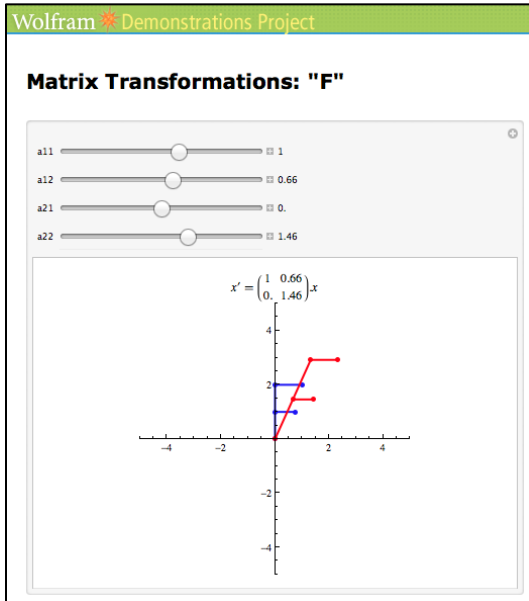 Wolfram Demonstrations Project
Matrix Transformations: "F"
a11 1
a12 0.66
a21 0.
a22 1.46
x′ = (1 0.66
0. 1.46).x
4
2
−4 −2 2 4
−2
−4